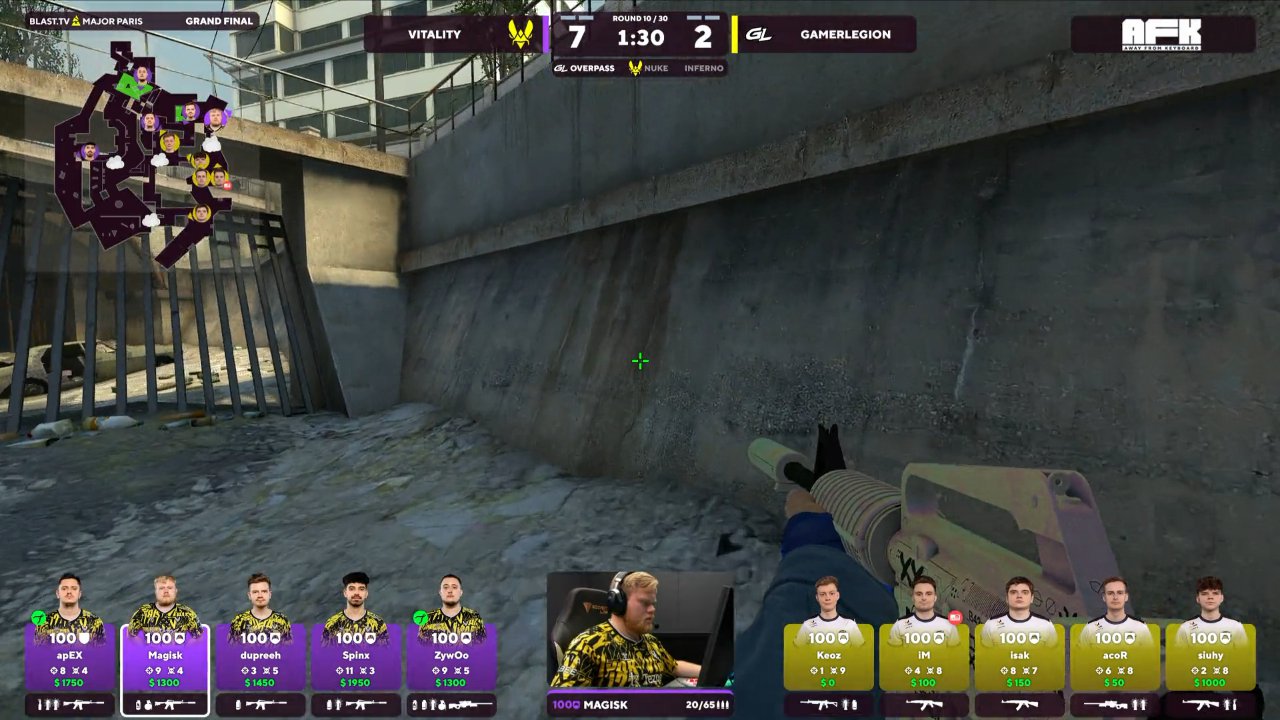 BLAST.TV MAJOR PARIS GRAND FINAL
VITALITY
ROUND 10 / 30
7 1:30 2
GL GAMERLEGION
GL OVERPASS NUKE INFERNO
AFK
AWAY FROM KEYBOARD
100 apEX
8 4
$1750
100 Magisk
9 4
$1300
100 dupreeh
3 5
$1450
100 Spinx
11 3
$1950
100 ZywOo
9 5
$1300
100 MAGISK 20/65
100 Keoz
1 9
$0
100 iM
4 8
$100
100 isak
8 7
$150
100 acoR
6 8
$50
100 siuhy
2 8
$1000